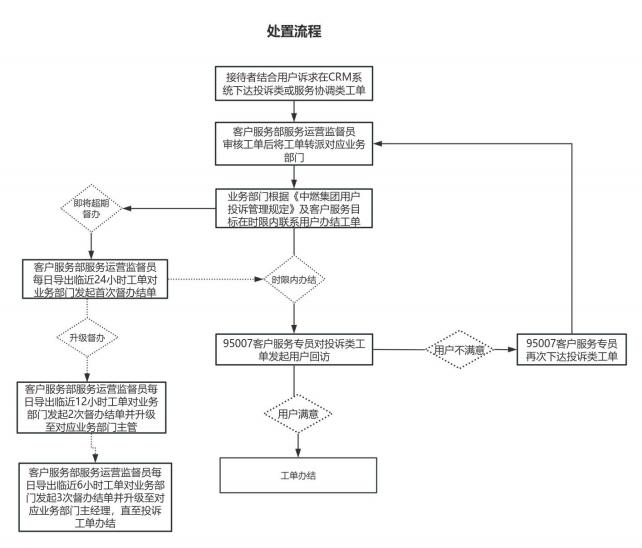 处置流程
接待者结合用户诉求在CRM系
统下达投诉类或服务协调类工单
客户服务部服务运营监督员
审核工单后将工单转派对应业务
部门
即将超期
督办
业务部门根据《中燃集团用户
投诉管理规定》及客户服务目
标在时限内联系用户办结工单
客户服务部服务运营监督员
每日导出临近24小时工单对
业务部门发起首次督办结单
时限内办结
升级督办
95007客户服务专员对投诉类工
单发起用户回访
用户不满意
95007客户服务专员
再次下达投诉类工单
客户服务部服务运营监督员每
日导出临近12小时工单对业务
部门发起2次督办结单并升级
至对应业务部门主管
用户满意
客户服务部服务运营监督员每
日导出临近6小时工单对业务部
门发起3次督办结单并升级至对
应业务部门主经理，直至投诉
工单办结
工单办结